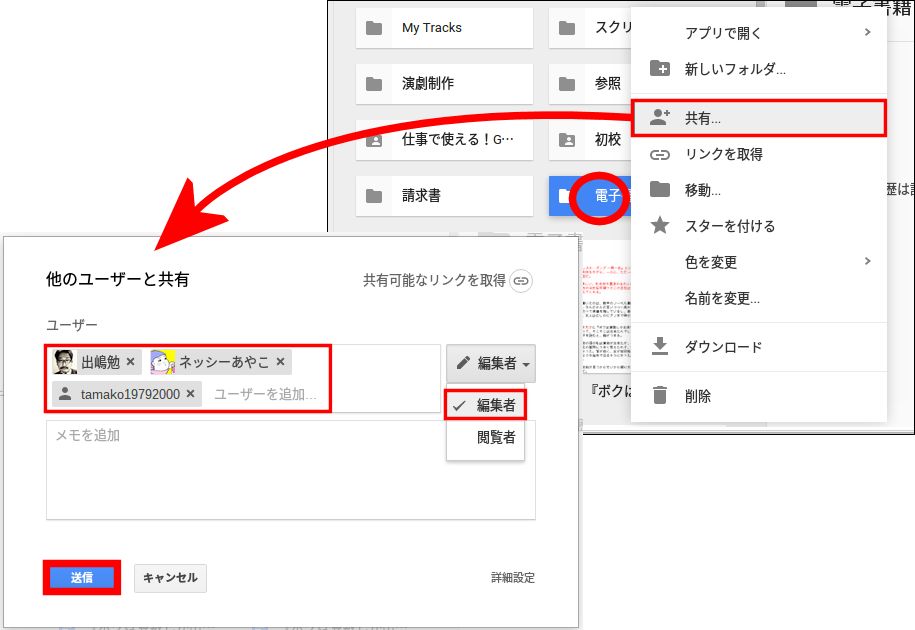 My Tracks
スクリ
演劇制作
参照
仕事で使える！G…
初校
請求書
電子
アプリで開く
新しいフォルダ...
共有...
リンクを取得
移動...
スターを付ける
色を変更
名前を変更...
ダウンロード
削除
電子書籍
歴は
『ボクは
他のユーザーと共有
共有可能なリンクを取得
ユーザー
出嶋勉 ×
ネッシーあやこ ×
編集者
tamako19792000 ×
ユーザーを追加...
編集者
閲覧者
メモを追加
送信
キャンセル
詳細設定